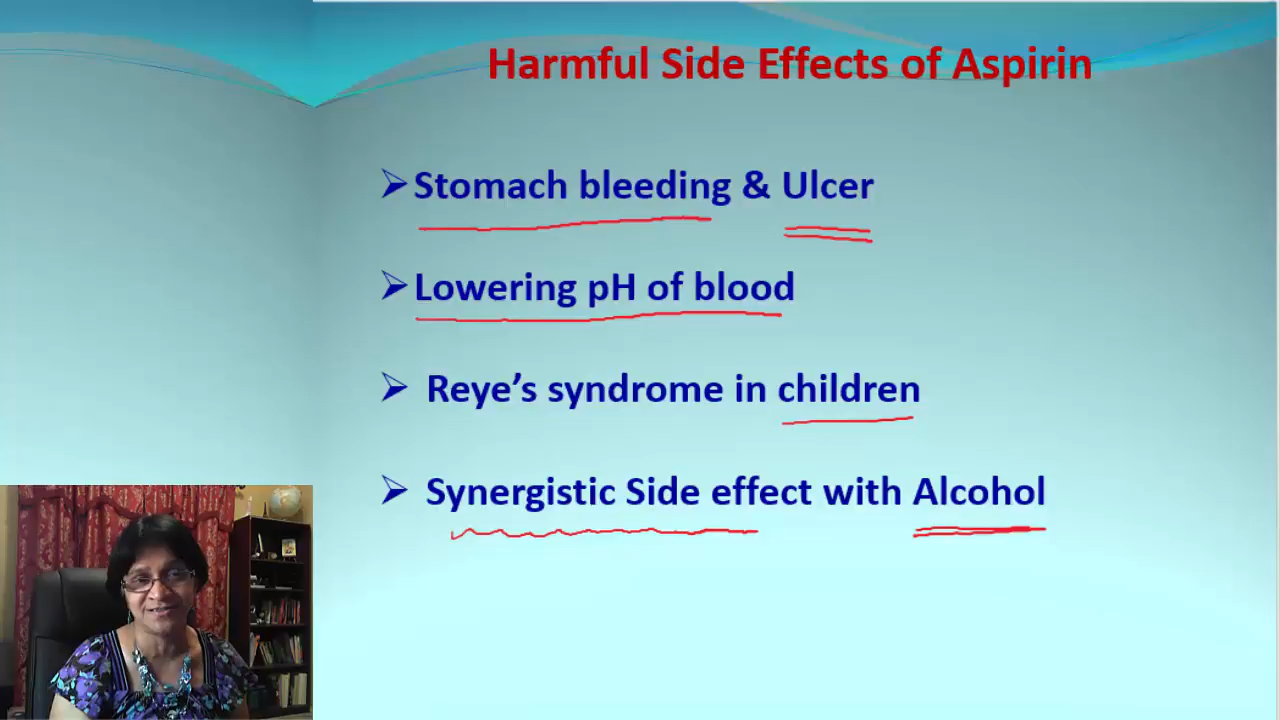 Harmful Side Effects of Aspirin
Stomach bleeding & Ulcer
Lowering pH of blood
Reye’s syndrome in children
Synergistic Side effect with Alcohol